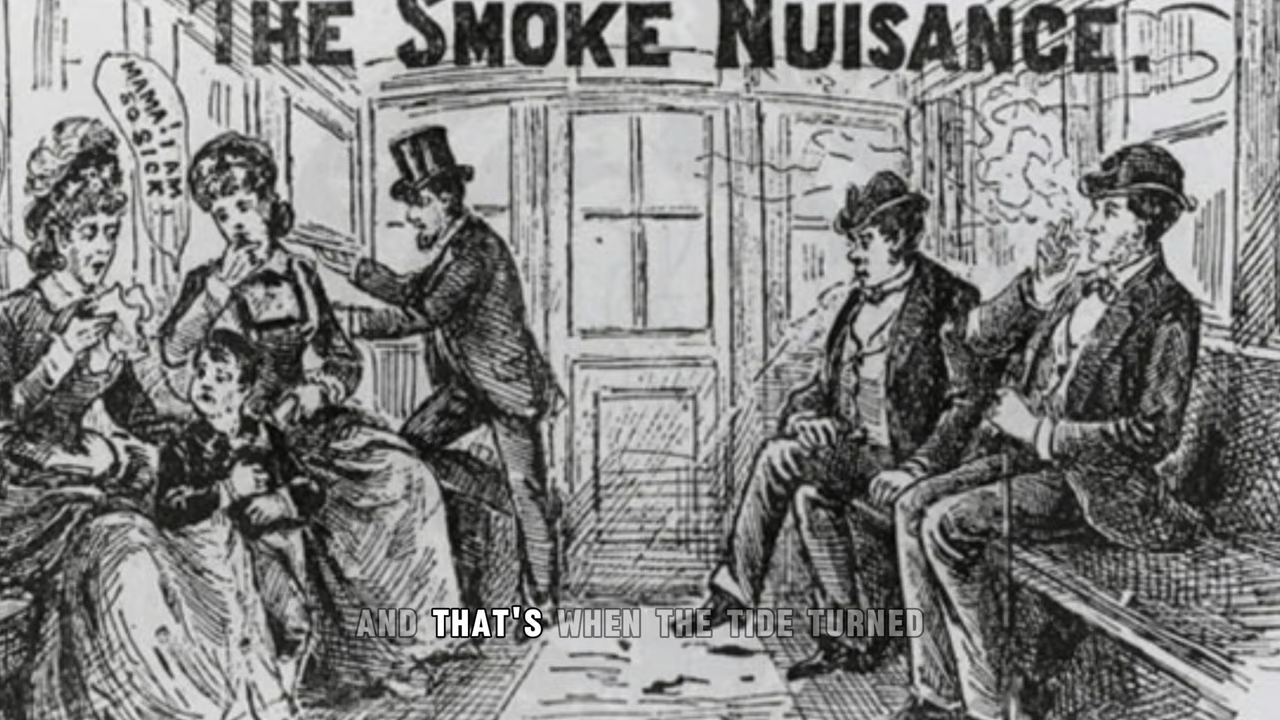 THE SMOKE NUISANCE.
MAMA! I AM
SO SICK
AND THAT'S WHEN THE TIDE TURNED